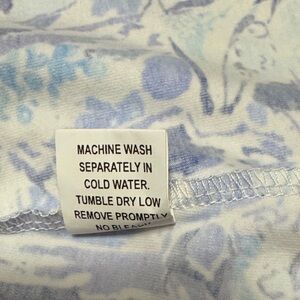 MACHINE WASH
SEPARATELY IN
COLD WATER.
TUMBLE DRY LOW
REMOVE PROMPTLY
NO BLEACH